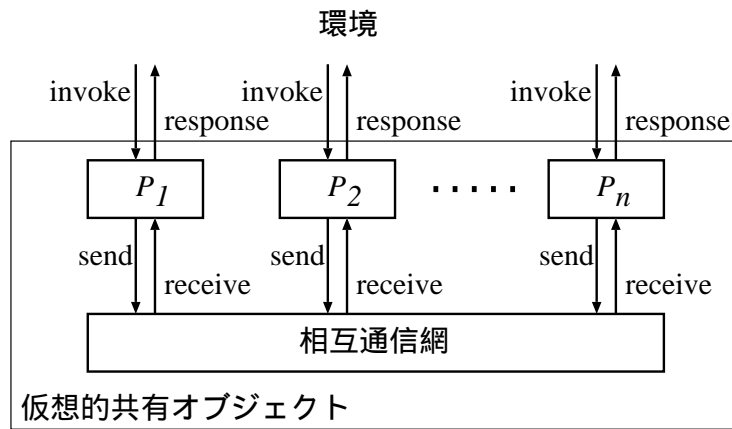 環境
invoke invoke invoke
response response response
P1 P2 ..... Pn
send send send
receive receive receive
相互通信網
仮想的共有オブジェクト